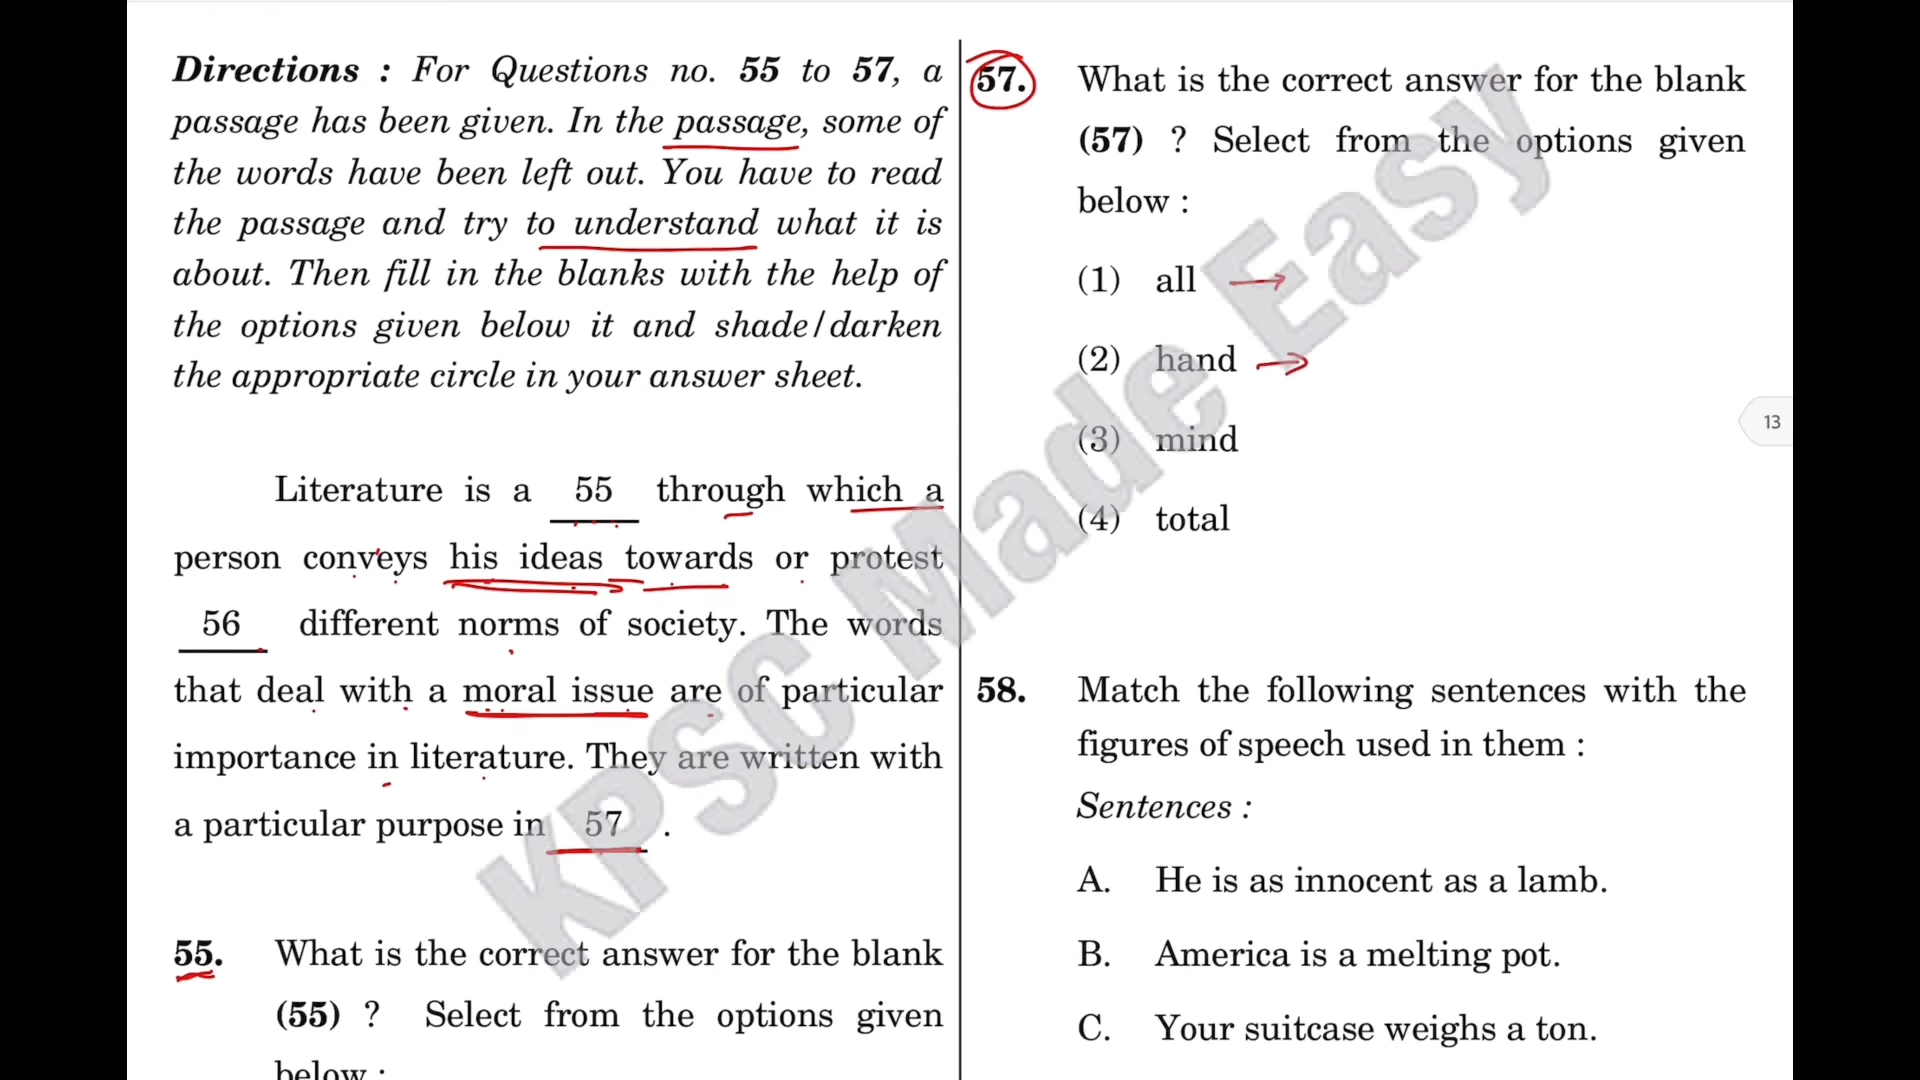 Directions : For Questions no. 55 to 57, a
passage has been given. In the passage, some of
the words have been left out. You have to read
the passage and try to understand what it is
about. Then fill in the blanks with the help of
the options given below it and shade/darken
the appropriate circle in your answer sheet.
Literature is a 55 through which a
person conveys his ideas towards or protest
56 different norms of society. The words
that deal with a moral issue are of particular
importance in literature. They are written with
a particular purpose in 57 .
55. What is the correct answer for the blank
(55) ? Select from the options given
below :
57. What is the correct answer for the blank
(57) ? Select from the options given
below :
(1) all
(2) hand
(3) mind
(4) total
58. Match the following sentences with the
figures of speech used in them :
Sentences :
A. He is as innocent as a lamb.
B. America is a melting pot.
C. Your suitcase weighs a ton.
13
KPSC Made Easy